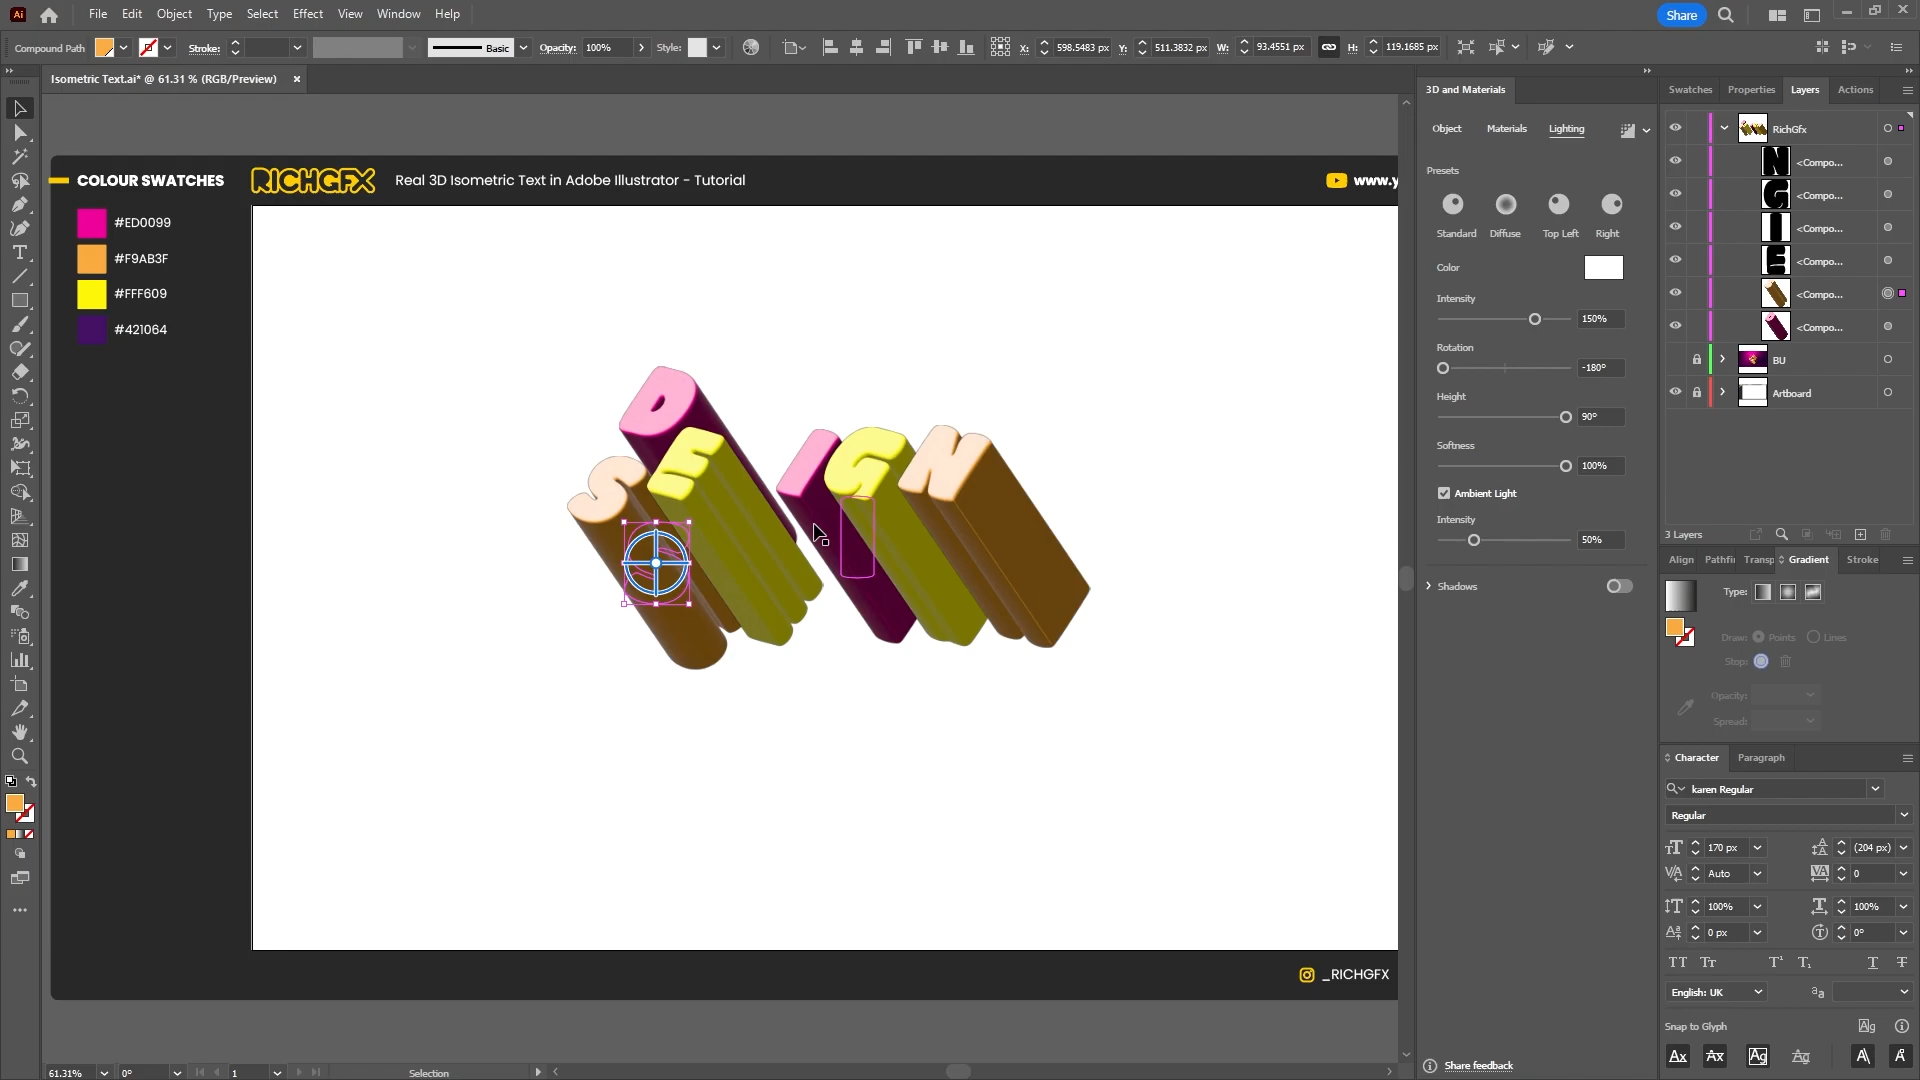 Ai File Edit Object Type Select Effect View Window Help Share
Compound Path Stroke: Basic Opacity: 100% Style: X: 598.5483 px Y: 511.3832 px W: 93.4551 px H: 119.1685 px
Isometric Text.ai* @ 61.31 % (RGB/Preview) ×
COLOUR SWATCHES
RICHGFX
Real 3D Isometric Text in Adobe Illustrator - Tutorial
www.y
#ED0099
#F9AB3F
#FFF609
#421064
D
S E I G N
_RICHGFX
61.31% 0° 1 Selection
3D and Materials
Object Materials Lighting
Presets
Standard Diffuse Top Left Right
Color
Intensity
150%
Rotation
-180°
Height
90°
Softness
100%
Ambient Light
Intensity
50%
Shadows
Share feedback
Swatches Properties Layers Actions
RichGfx
<Compo...
<Compo...
<Compo...
<Compo...
<Compo...
<Compo...
BU
Artboard
3 Layers
Align Pathfi Transp Gradient Stroke
Type:
Draw: Points Lines
Stop:
Opacity:
Spread:
Character Paragraph
karen Regular
Regular
170 px (204 px)
Auto 0
100% 100%
0 px 0°
English: UK
Snap to Glyph